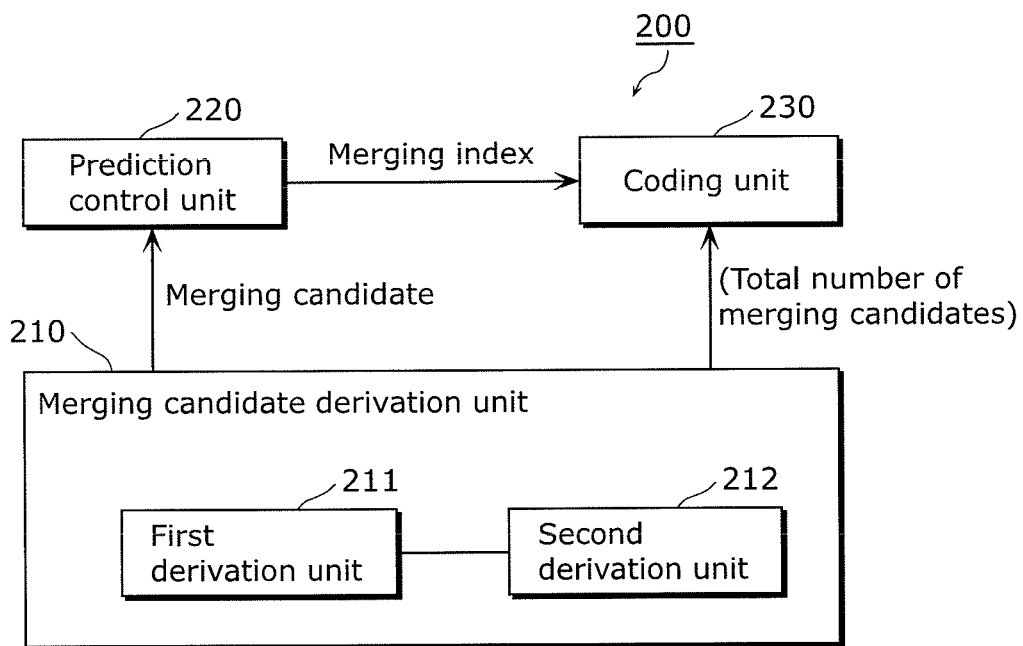 200
220
230
Prediction
control unit
Merging index
Coding unit
Merging candidate
(Total number of
merging candidates)
210
Merging candidate derivation unit
211
212
First
derivation unit
Second
derivation unit